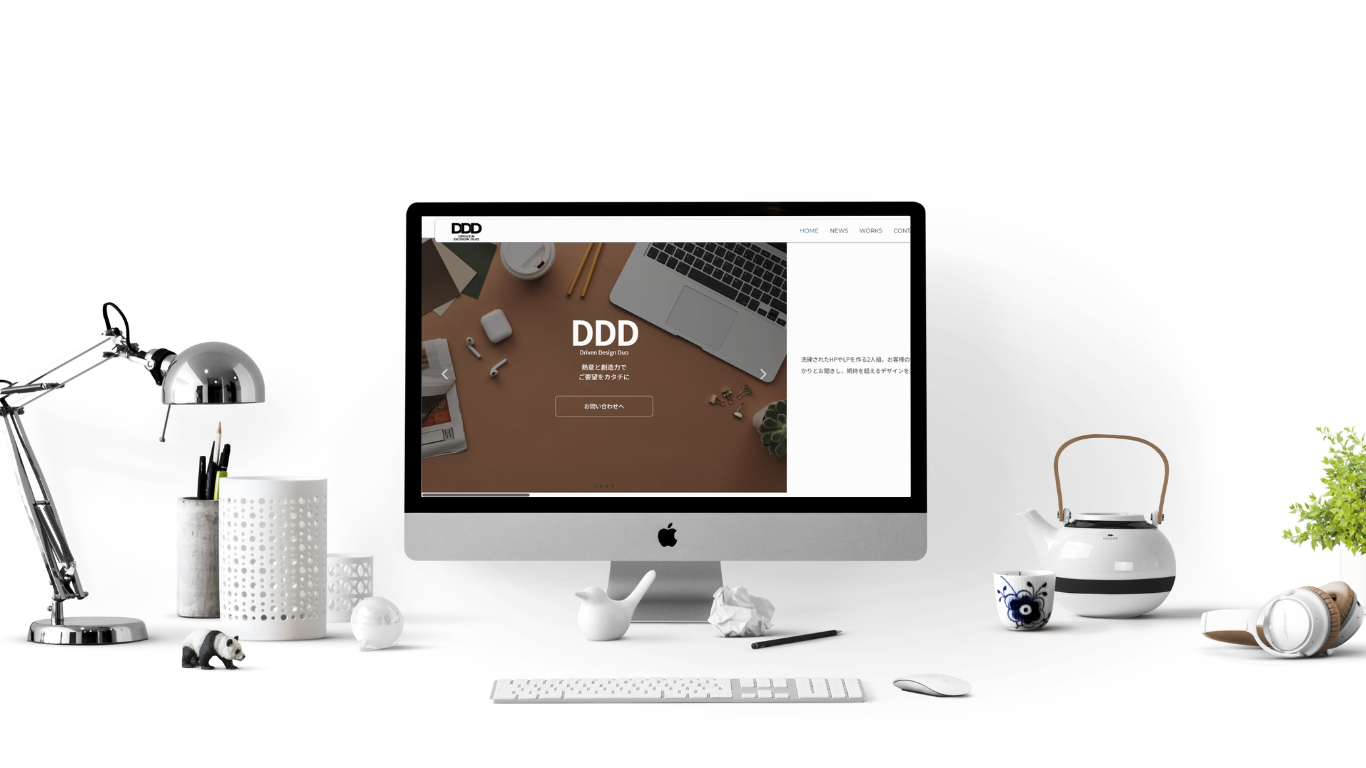 DDD
DRIVEN
DESIGN DUO
HOME NEWS WORKS CONT
DDD
Driven Design Duo
熱意と創造力で
ご要望をカタチに
お問い合わせへ
洗練されたHPやLPを作る2人組。お客様の
かりとお聞きし、期待を超えるデザインを